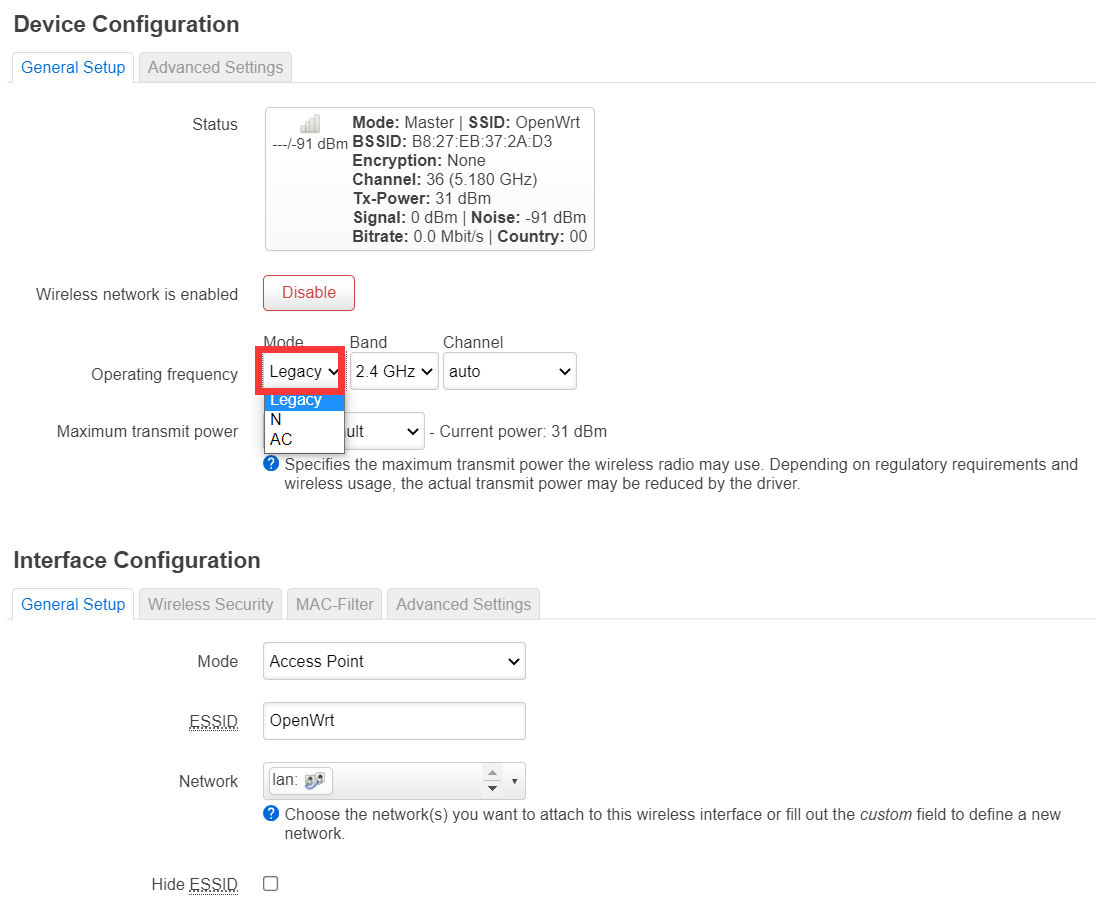 Device Configuration
General Setup
Advanced Settings
Status
---/-91 dBm
Mode: Master | SSID: OpenWrt
BSSID: B8:27:EB:37:2A:D3
Encryption: None
Channel: 36 (5.180 GHz)
Tx-Power: 31 dBm
Signal: 0 dBm | Noise: -91 dBm
Bitrate: 0.0 Mbit/s | Country: 00
Wireless network is enabled
Disable
Mode
Band
Channel
Operating frequency
Legacy
2.4 GHz
auto
Legacy
N
AC
Maximum transmit power
ult
- Current power: 31 dBm
Specifies the maximum transmit power the wireless radio may use. Depending on regulatory requirements and
wireless usage, the actual transmit power may be reduced by the driver.
Interface Configuration
General Setup
Wireless Security
MAC-Filter
Advanced Settings
Mode
Access Point
ESSID
OpenWrt
Network
lan:
Choose the network(s) you want to attach to this wireless interface or fill out the custom field to define a new
network.
Hide ESSID